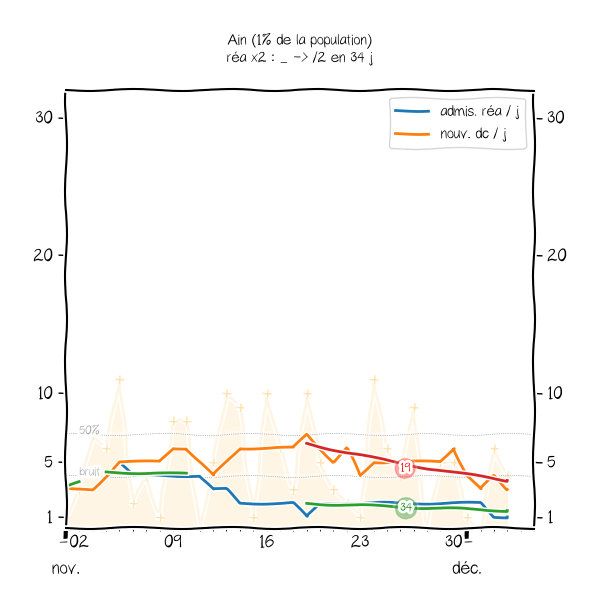 Ain (1% de la population)
réa x2 : _ -> /2 en 34 j
admis. réa / j
nouv. dc / j
30
30
20
20
10
10
50%
5
5
bruit
19
34
1
1
02
09
16
23
30
nov.
déc.